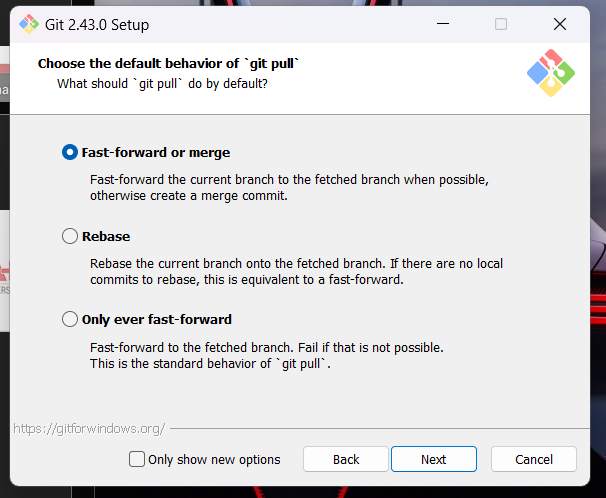 Git 2.43.0 Setup
Choose the default behavior of `git pull`
What should `git pull` do by default?
Fast-forward or merge
Fast-forward the current branch to the fetched branch when possible,
otherwise create a merge commit.
Rebase
Rebase the current branch onto the fetched branch. If there are no local
commits to rebase, this is equivalent to a fast-forward.
Only ever fast-forward
Fast-forward to the fetched branch. Fail if that is not possible.
This is the standard behavior of `git pull`.
https://gitforwindows.org/
Only show new options
Back
Next
Cancel